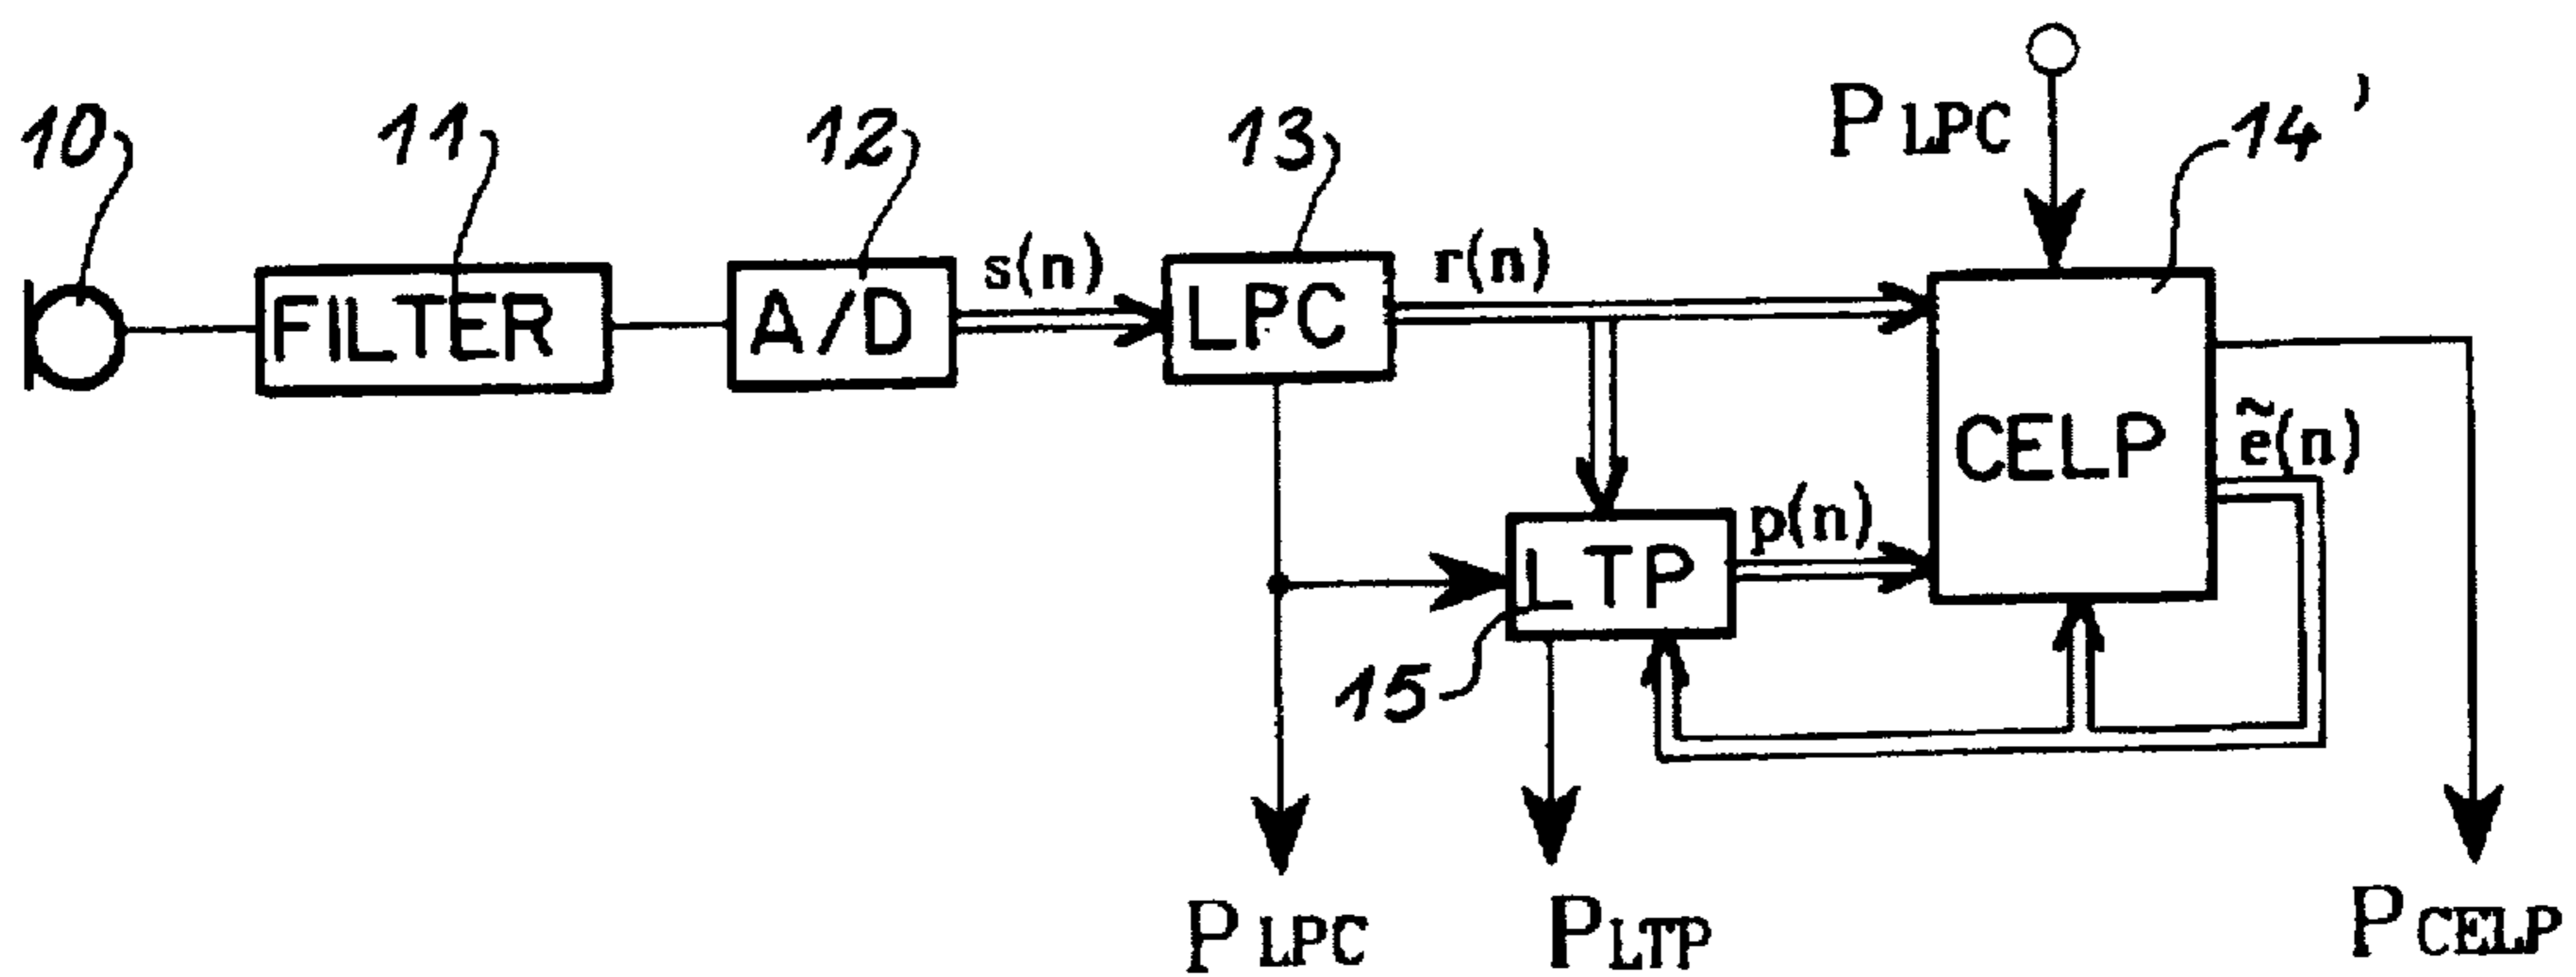 10
11
12
13
P LPC
14'
FILTER
A/D
s(n)
LPC
r(n)
CELP
ẽ(n)
LTP
p(n)
15
P LPC
P LTP
P CELP